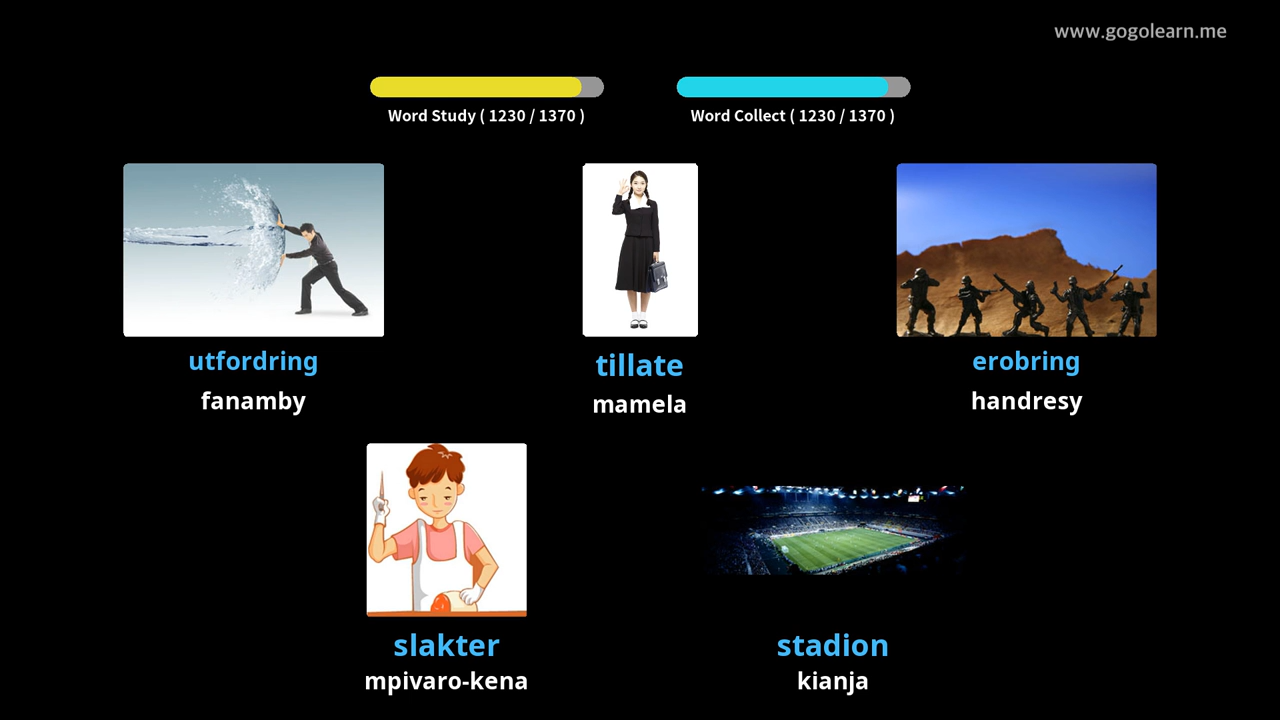 www.gogolearn.me
Word Study ( 1230 / 1370 )
Word Collect ( 1230 / 1370 )
utfordring
fanamby
tillate
mamela
erobring
handresy
slakter
mpivaro-kena
stadion
kianja